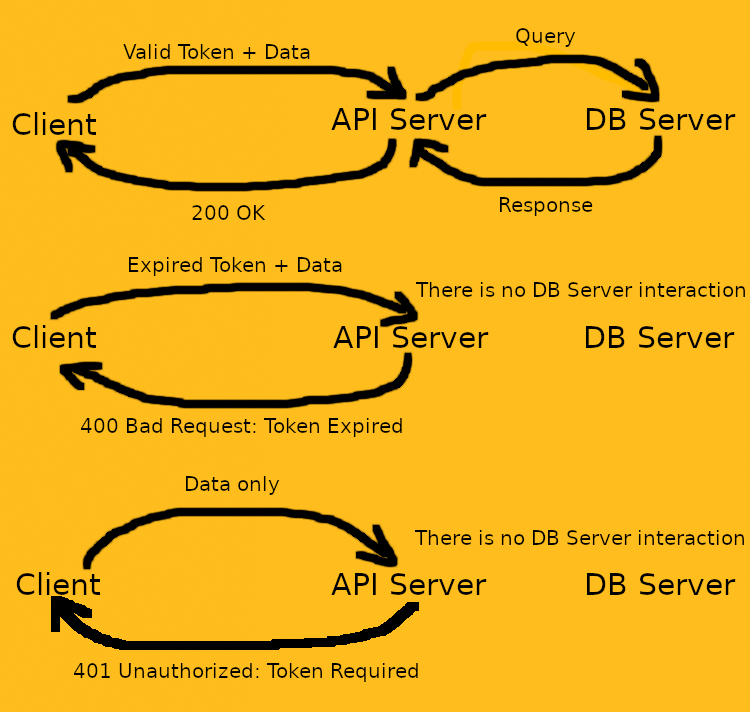 Query
Valid Token + Data
Client
API Server
DB Server
200 OK
Response
Expired Token + Data
There is no DB Server interaction
Client
API Server
DB Server
400 Bad Request: Token Expired
Data only
There is no DB Server interaction
Client
API Server
DB Server
401 Unauthorized: Token Required